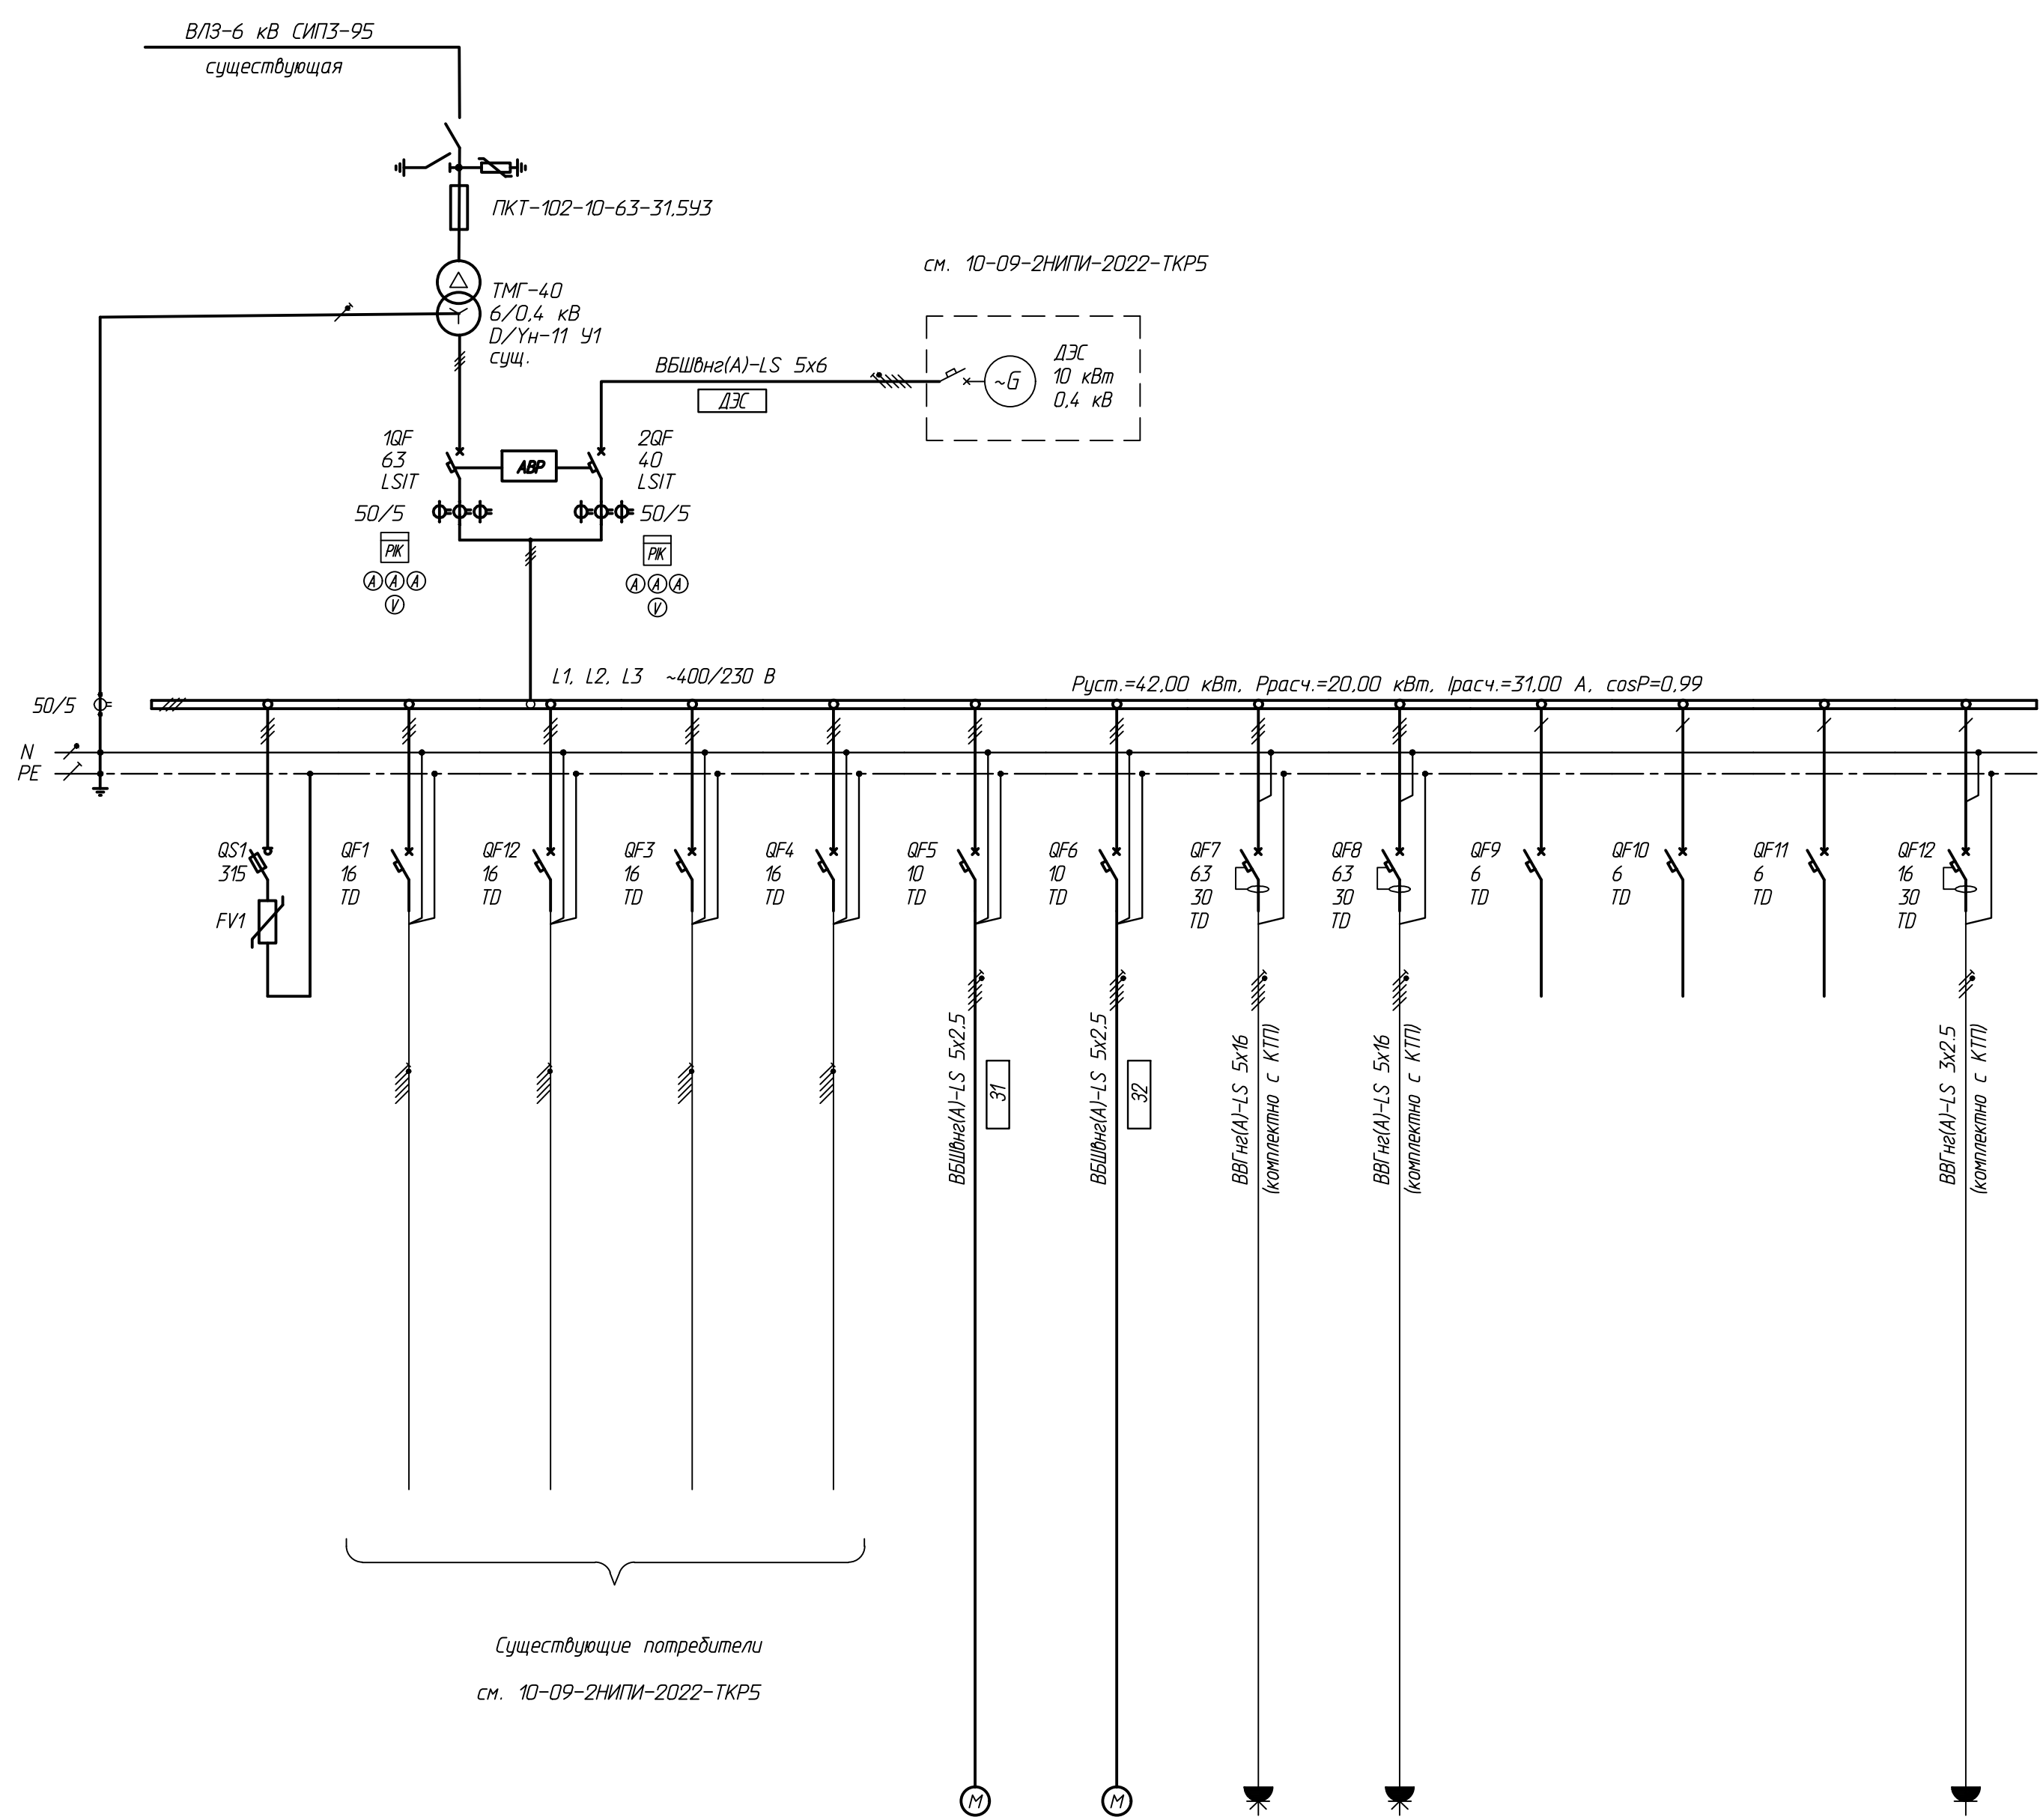 ВЛЗ-6 кВ СИПЗ-95
существующая
ПКТ-102-10-63-31,5У3
см. 10-09-2НИПИ-2022-ТКР5
ТМГ-40
6/0,4 кВ
D/Yн-11 У1
сущ.
ВБШвнг(А)-LS 5х6
ДЭС
~G
ДЭС
10 кВт
0,4 кВ
1QF
63
LSIT
АВР
2QF
40
LSIT
50/5
50/5
PIK
PIK
A A A
V
A A A
V
L1, L2, L3 ~400/230 В
Руст.=42,00 кВт, Ррасч.=20,00 кВт, Iрасч.=31,00 А, cosP=0,99
50/5
N
PE
QS1
315
FV1
QF1
16
TD
QF12
16
TD
QF3
16
TD
QF4
16
TD
QF5
10
TD
QF6
10
TD
QF7
63
30
TD
QF8
63
30
TD
QF9
6
TD
QF10
6
TD
QF11
6
TD
QF12
16
30
TD
ВБШвнг(А)-LS 5х2,5
31
ВБШвнг(А)-LS 5х2,5
32
ВВГнг(А)-LS 5х16
(комплектно с КТП)
ВВГнг(А)-LS 5х16
(комплектно с КТП)
ВВГнг(А)-LS 3х2.5
(комплектно с КТП)
Существующие потребители
см. 10-09-2НИПИ-2022-ТКР5
M
M